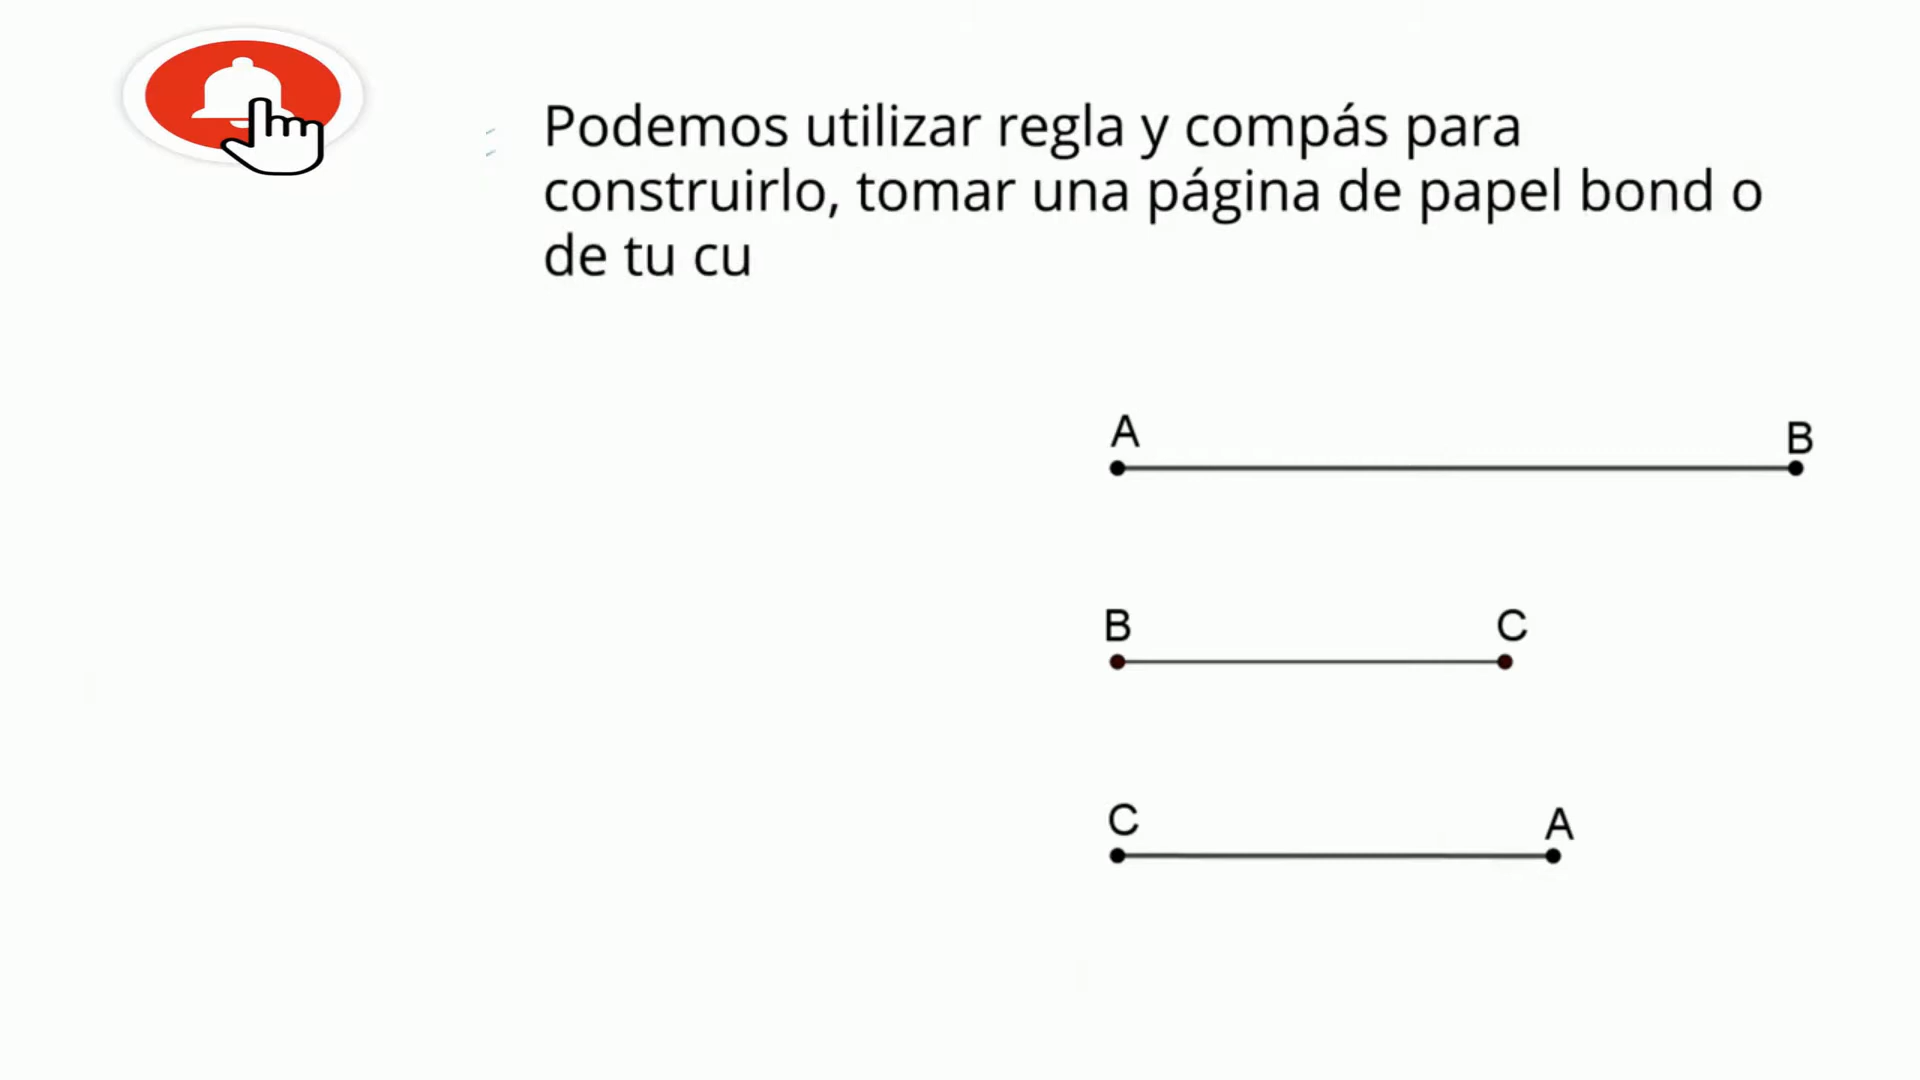 Podemos utilizar regla y compás para
construirlo, tomar una página de papel bond o
de tu cu
A B
B C
C A